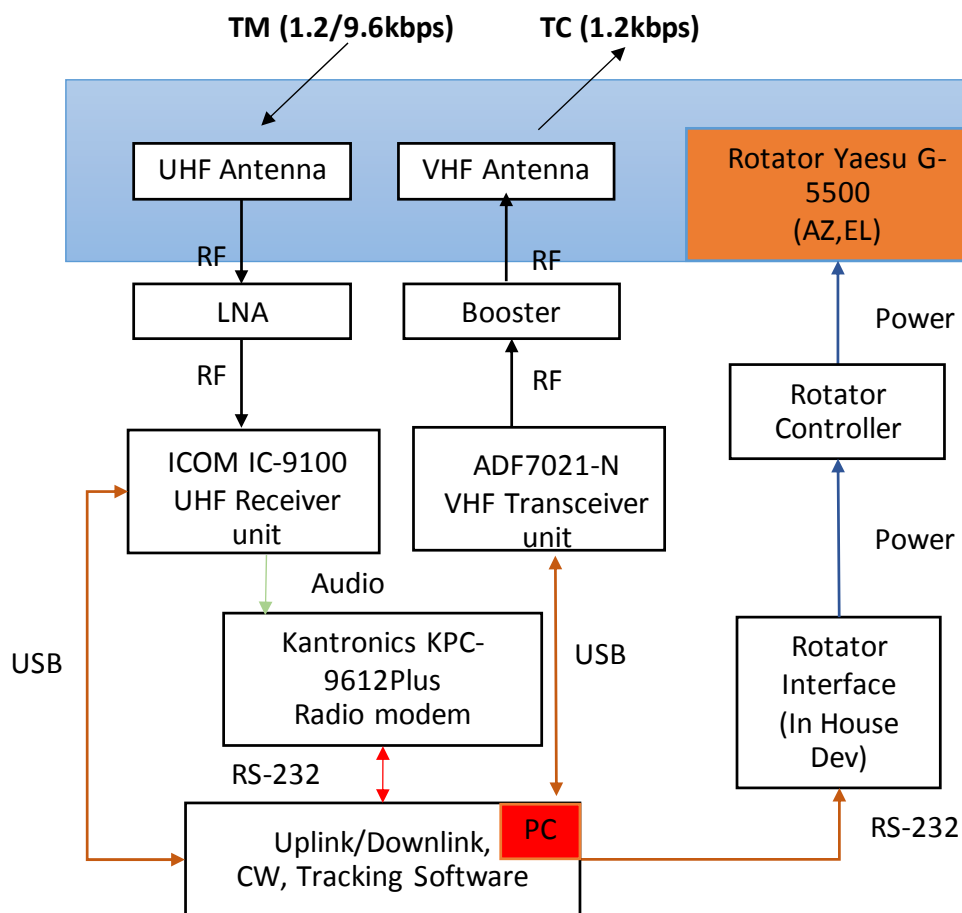 TM (1.2/9.6kbps)
TC (1.2kbps)
UHF Antenna
VHF Antenna
Rotator Yaesu G-
5500
(AZ,EL)
RF
RF
LNA
Booster
Power
RF
RF
Rotator
Controller
ICOM IC-9100
UHF Receiver
unit
ADF7021-N
VHF Transceiver
unit
Power
Audio
USB
Kantronics KPC-
9612Plus
Radio modem
USB
Rotator
Interface
(In House
Dev)
RS-232
PC
RS-232
Uplink/Downlink,
CW, Tracking Software